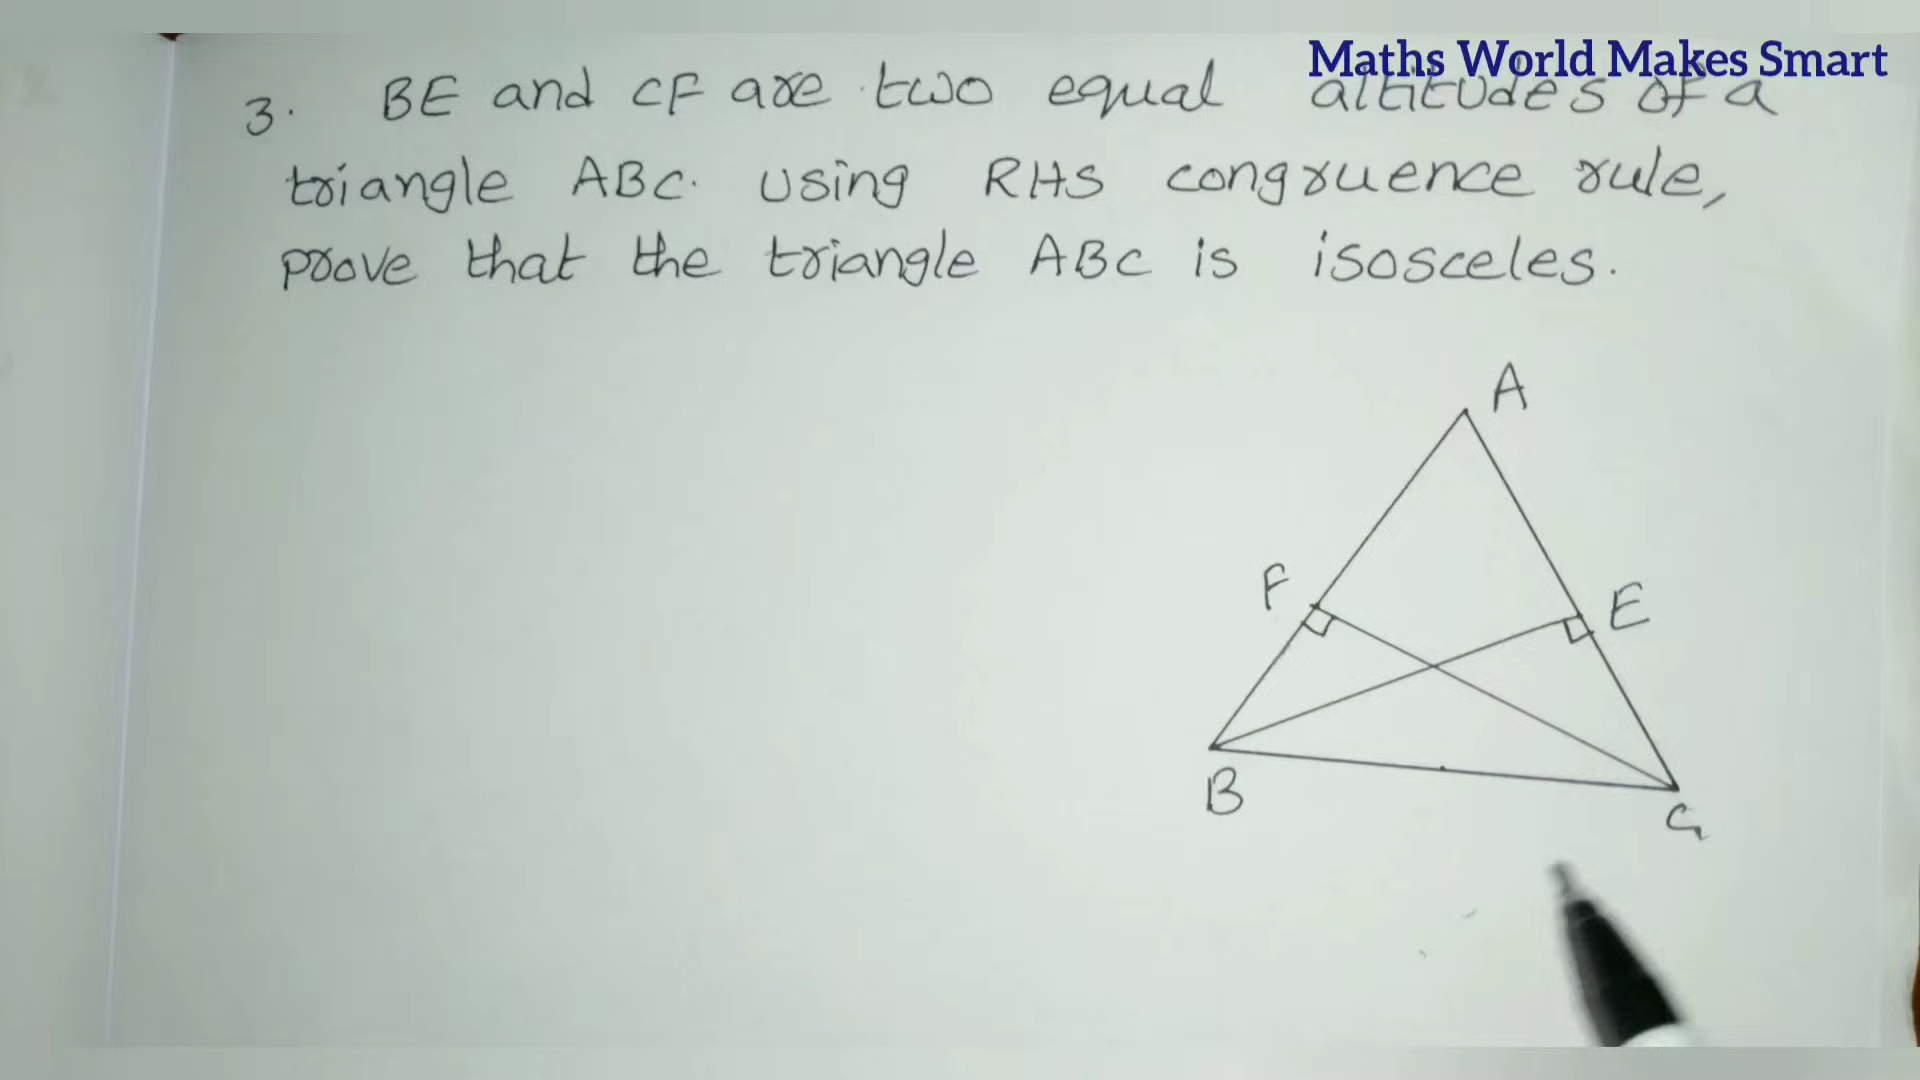 Maths World Makes Smart
3. BE and CF are two equal altitudes of a
triangle ABC. using RHS congruence rule,
prove that the triangle ABC is isosceles.
A
F
E
B
C